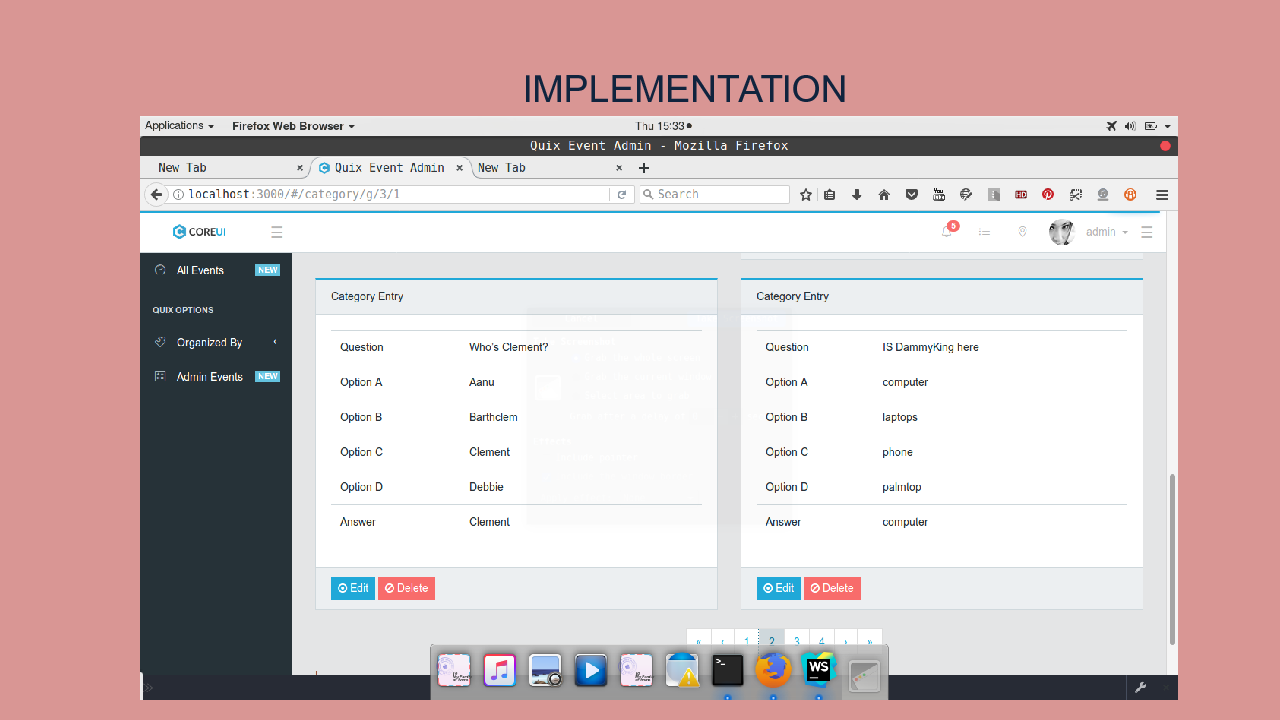 IMPLEMENTATION
Applications Firefox Web Browser Thu 15:33
Quix Event Admin - Mozilla Firefox
New Tab × Quix Event Admin × New Tab × +
localhost:3000/#/category/g/3/1 Search
COREUI 5 admin
All Events NEW
QUIX OPTIONS
Organized By
Admin Events NEW
Category Entry
Question Who's Clement?
Option A Aanu
Option B Barthclem
Option C Clement
Option D Debbie
Answer Clement
Edit Delete
Category Entry
Question IS DammyKing here
Option A computer
Option B laptops
Option C phone
Option D palmtop
Answer computer
Edit Delete
« ‹ 1 2 3 4 › »
WS